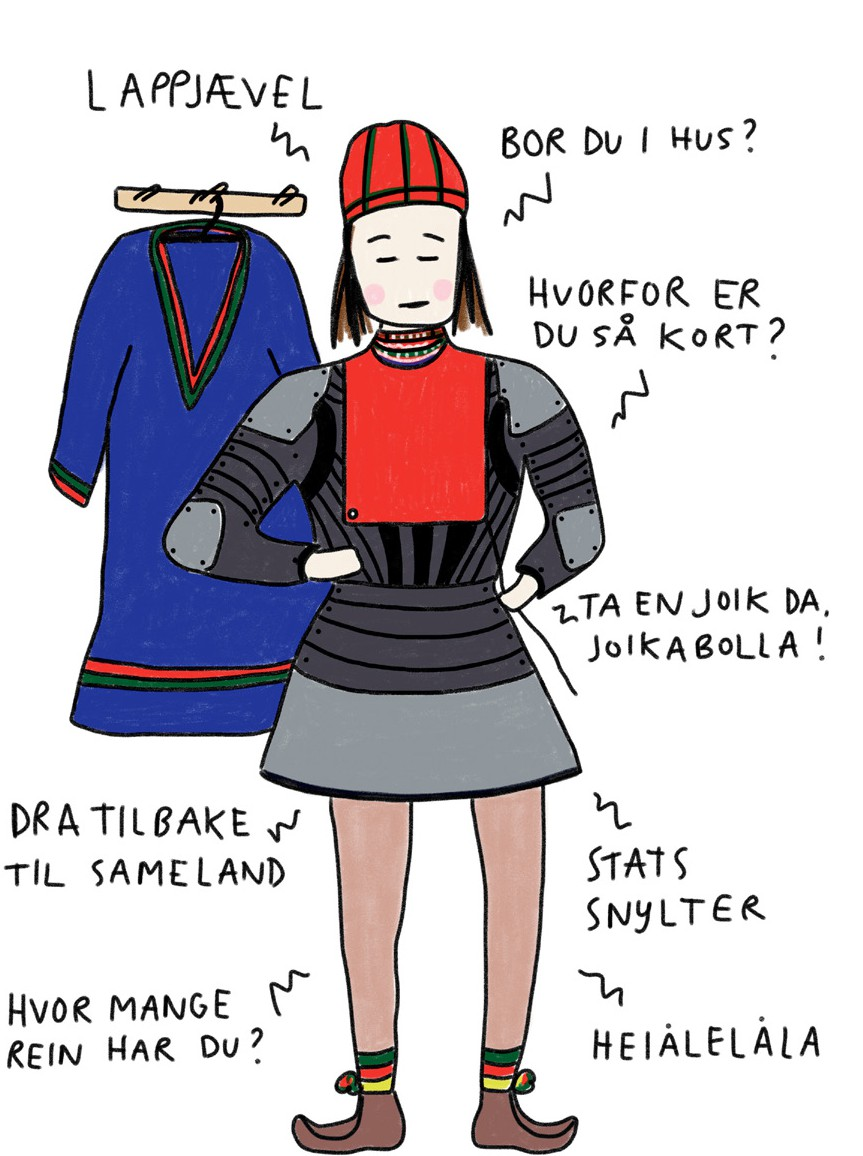 LAPPJÆVEL
BOR DU I HUS?
HVORFOR ER
DU SÅ KORT?
TA EN JOIK DA,
JOIKABOLLA!
DRA TILBAKE
TIL SAMELAND
STATS
SNYLTER
HVOR MANGE
REIN HAR DU?
HEIÅLELÅLA